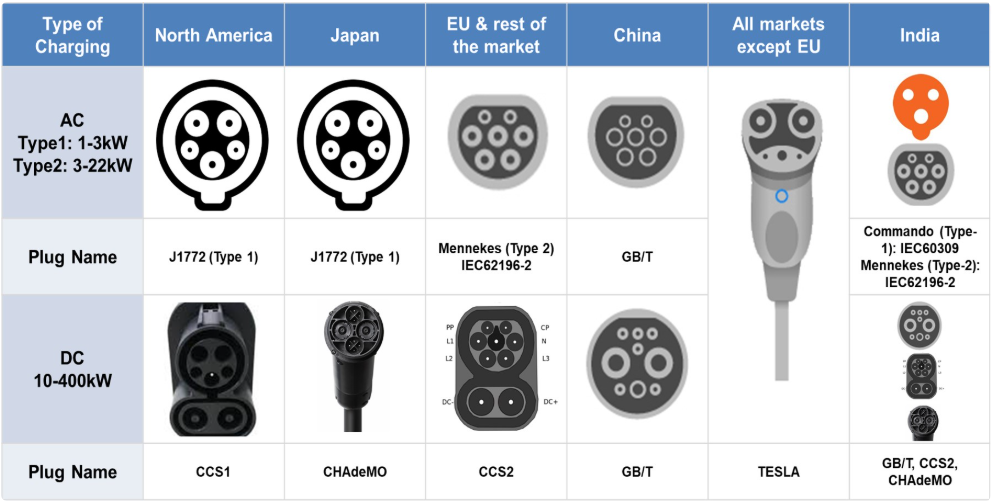 Type of
Charging
North America
Japan
EU & rest of
the market
China
All markets
except EU
India
AC
Type1: 1-3kW
Type2: 3-22kW
Plug Name
J1772 (Type 1)
J1772 (Type 1)
Mennekes (Type 2)
IEC62196-2
GB/T
Commando (Type-
1): IEC60309
Mennekes (Type-2):
IEC62196-2
DC
10-400kW
PP
CP
L1
N
L2
L3
DC-
DC+
Plug Name
CCS1
CHAdeMO
CCS2
GB/T
TESLA
GB/T, CCS2,
CHAdeMO